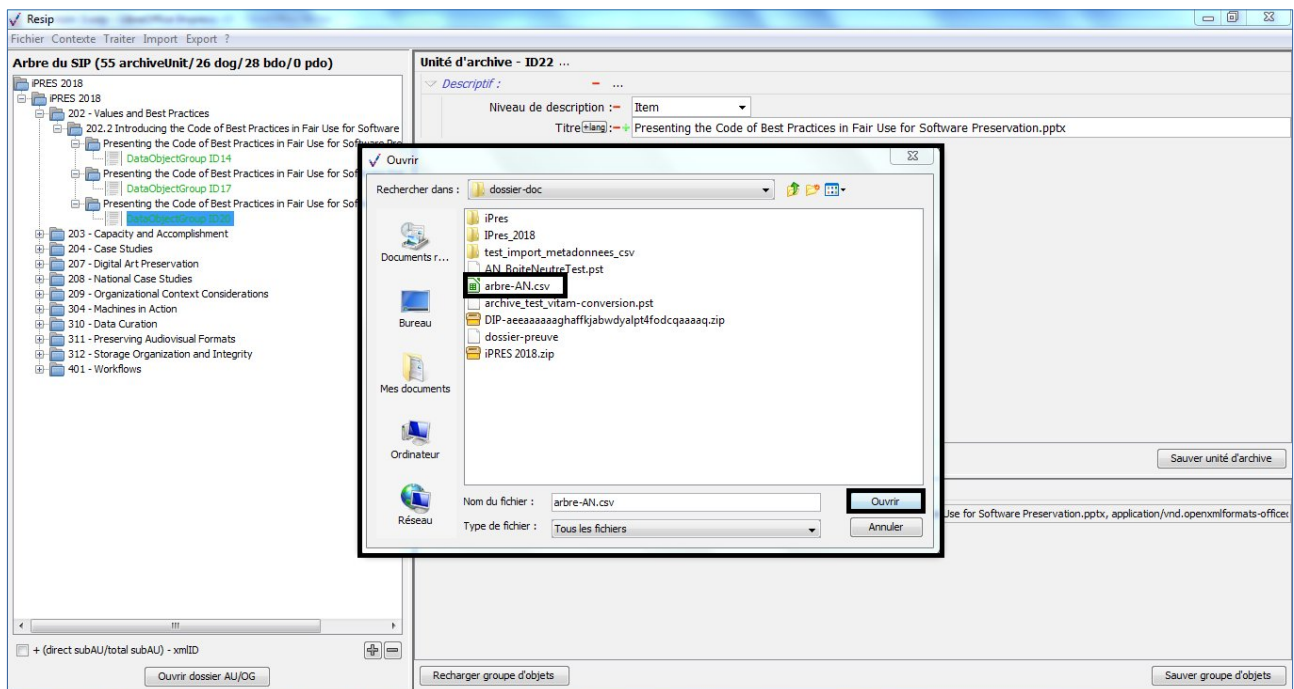 Resip
Fichier Contexte Traiter Import Export ?
Arbre du SIP (55 archiveUnit/26 dog/28 bdo/0 pdo)
iPRES 2018
iPRES 2018
202 - Values and Best Practices
202.2 Introducing the Code of Best Practices in Fair Use for Software
Presenting the Code of Best Practices in Fair Use for Software Pre
DataObjectGroup ID14
Presenting the Code of Best Practices in Fair Use for Sof
DataObjectGroup ID17
Presenting the Code of Best Practices in Fair Use for Sof
DataObjectGroup ID20
203 - Capacity and Accomplishment
204 - Case Studies
207 - Digital Art Preservation
208 - National Case Studies
209 - Organizational Context Considerations
304 - Machines in Action
310 - Data Curation
311 - Preserving Audiovisual Formats
312 - Storage Organization and Integrity
401 - Workflows
+ (direct subAU/total subAU) - xmlID
Ouvrir dossier AU/OG
Unité d'archive - ID22 ...
Descriptif : - ...
Niveau de description :- Item
Titre +lang :-+ Presenting the Code of Best Practices in Fair Use for Software Preservation.pptx
Ouvrir
Rechercher dans : dossier-doc
Documents r...
Bureau
Mes documents
Ordinateur
Réseau
iPres
IPres_2018
test_import_metadonnees_csv
AN_BoiteNeutreTest.pst
arbre-AN.csv
archive_test_vitam-conversion.pst
DIP-aeeaaaaaaghaffkjabwdyalpt4fodcqaaaaq.zip
dossier-preuve
iPRES 2018.zip
Nom du fichier : arbre-AN.csv
Ouvrir
Type de fichier : Tous les fichiers
Annuler
Sauver unité d'archive
Use for Software Preservation.pptx, application/vnd.openxmlformats-officed
Recharger groupe d'objets
Sauver groupe d'objets